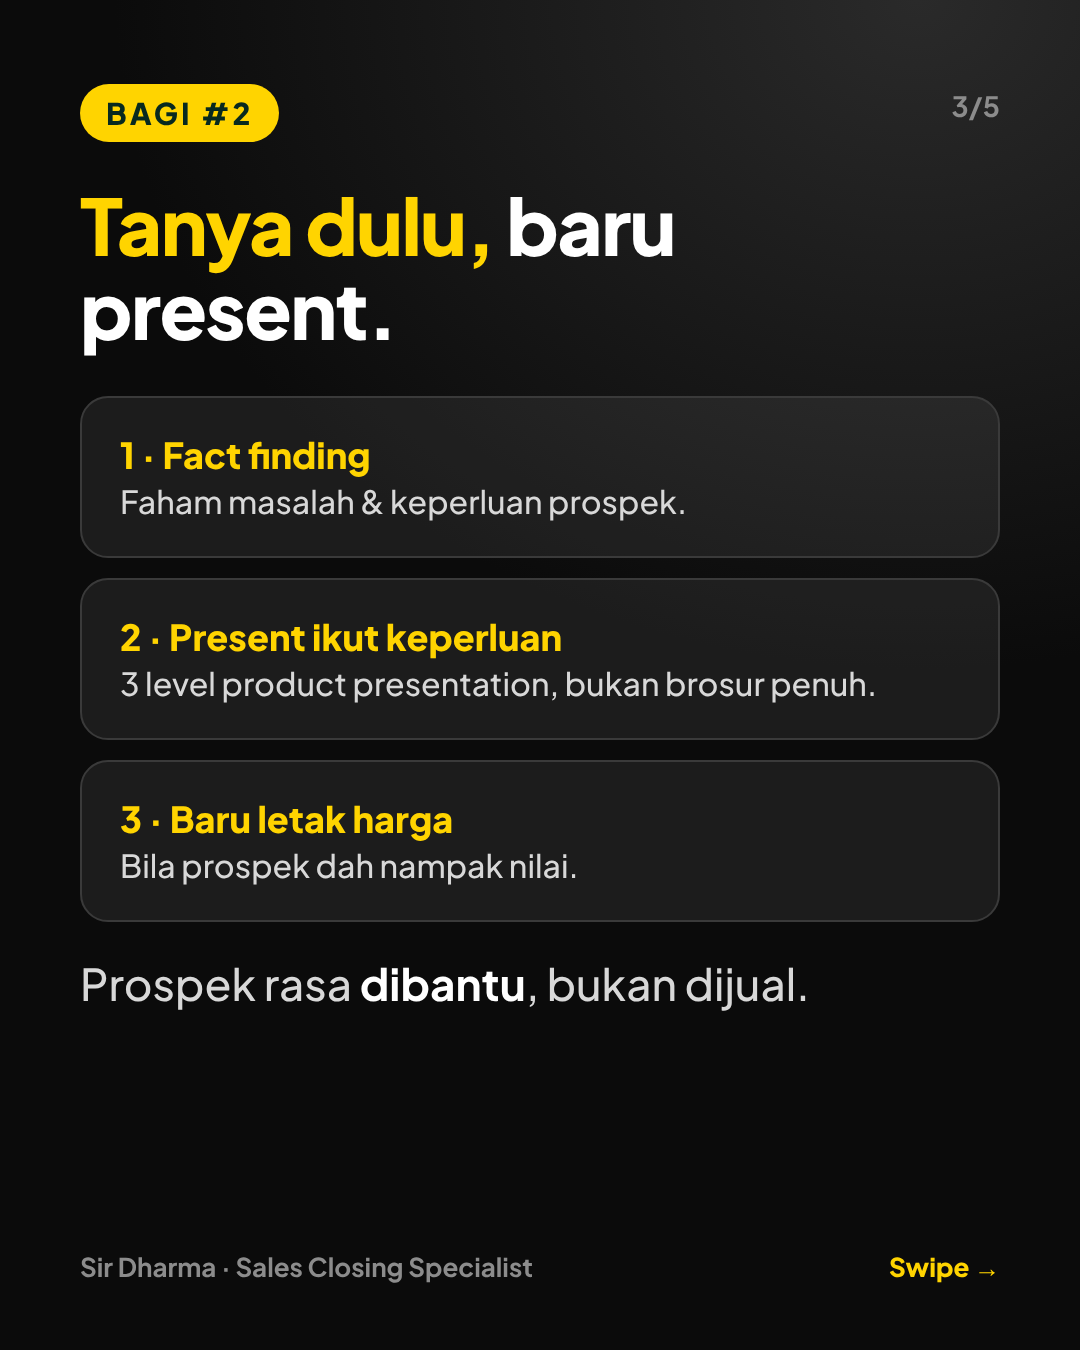 BAGI #2
3/5
Tanya dulu, baru
present.
1 · Fact finding
Faham masalah & keperluan prospek.
2 · Present ikut keperluan
3 level product presentation, bukan brosur penuh.
3 · Baru letak harga
Bila prospek dah nampak nilai.
Prospek rasa dibantu, bukan dijual.
Sir Dharma · Sales Closing Specialist
Swipe →